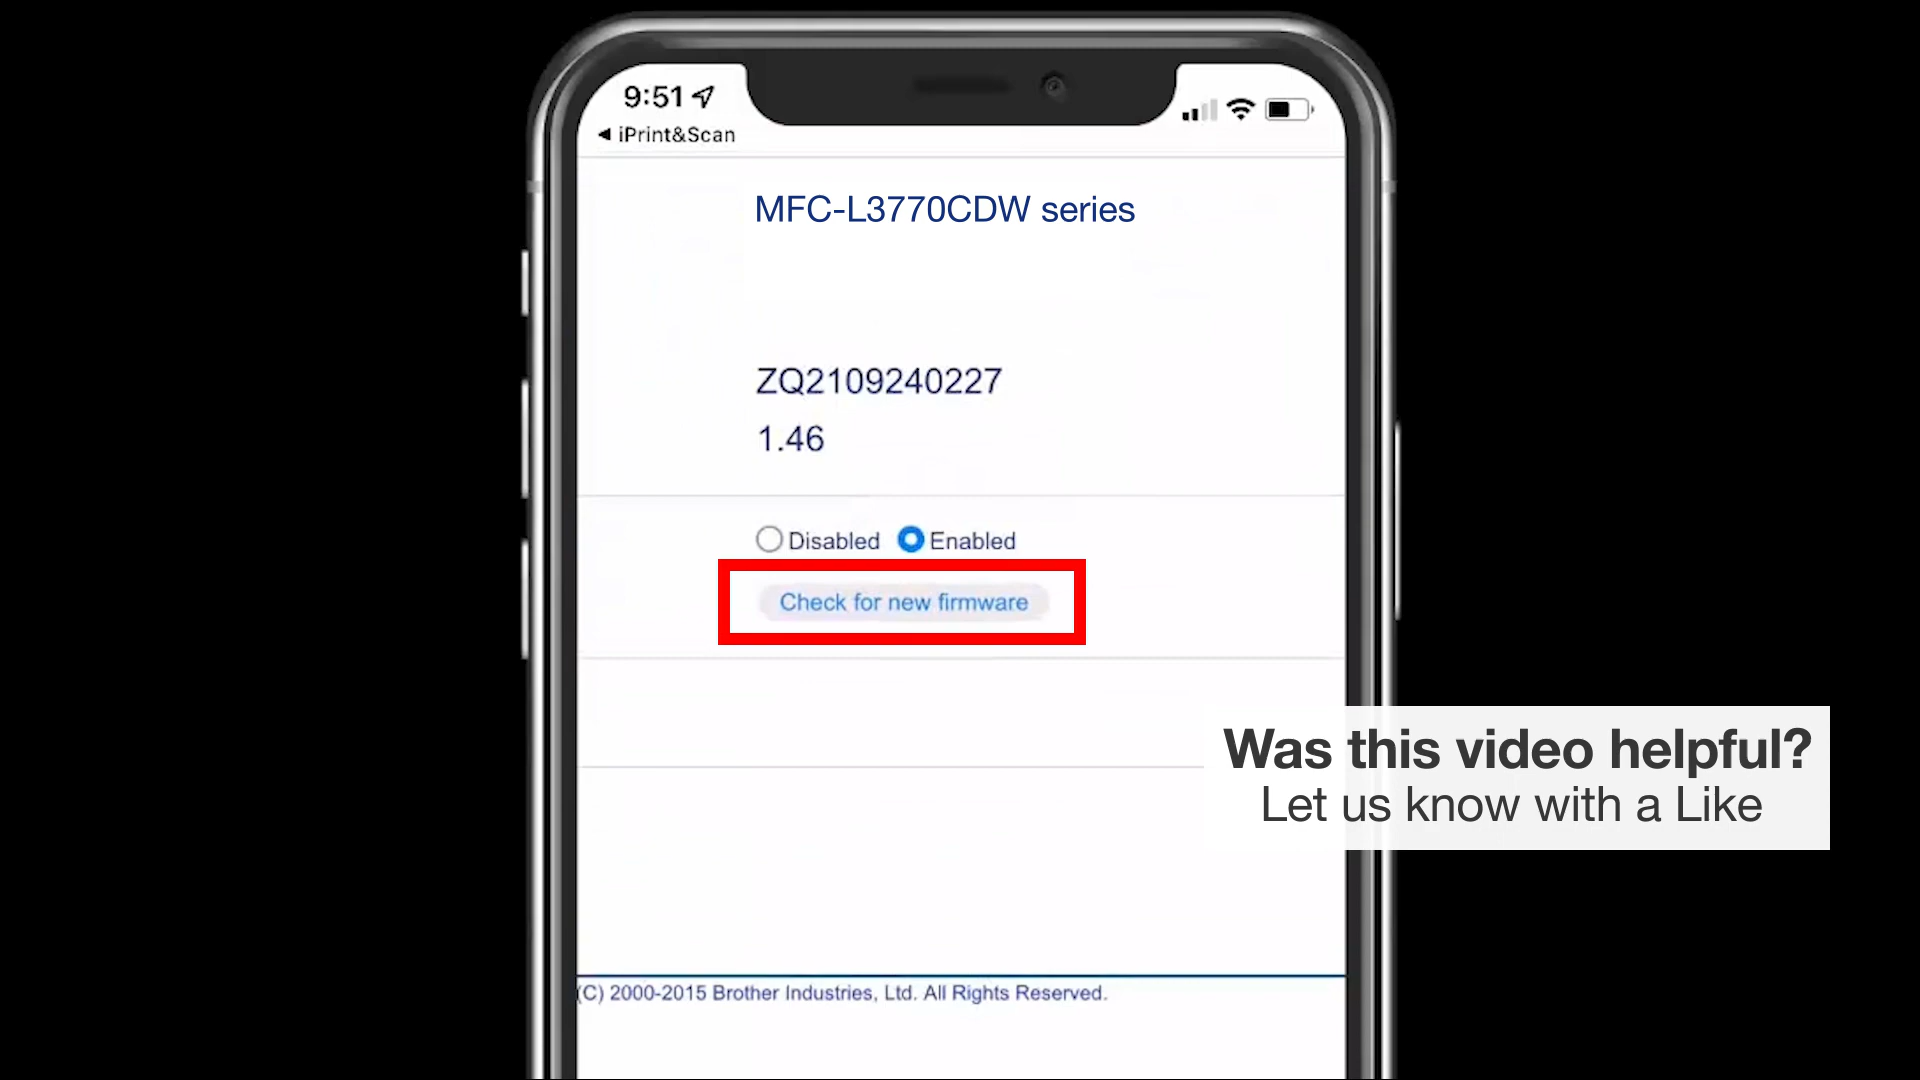 9:51
◀ iPrint&Scan
MFC-L3770CDW series
ZQ2109240227
1.46
Disabled Enabled
Check for new firmware
Was this video helpful?
Let us know with a Like
(C) 2000-2015 Brother Industries, Ltd. All Rights Reserved.